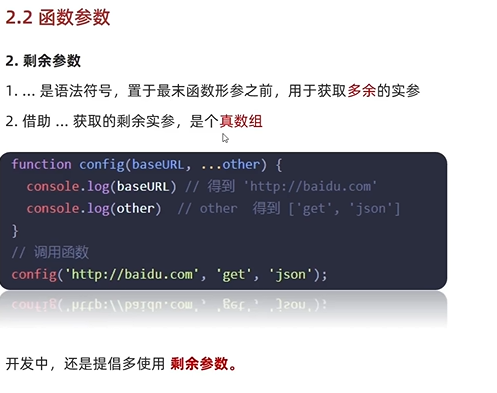 2.2 函数参数
2. 剩余参数
1. ... 是语法符号，置于最末函数形参之前，用于获取多余的实参
2. 借助 ... 获取的剩余实参，是个真数组
function config(baseURL, ...other) {
  console.log(baseURL) // 得到 'http://baidu.com'
  console.log(other)  // other  得到 ['get', 'json']
}
// 调用函数
config('http://baidu.com', 'get', 'json');
开发中，还是提倡多使用 剩余参数。